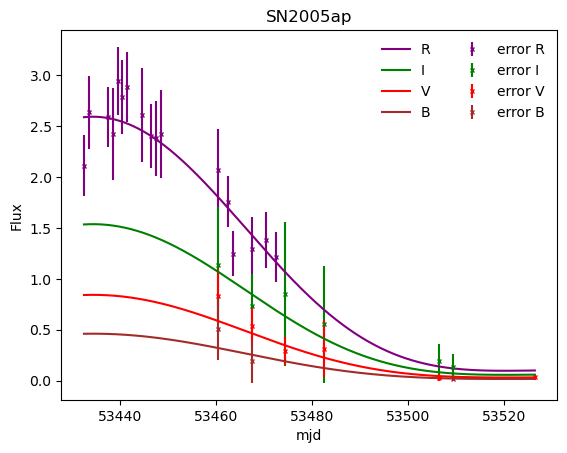 SN2005ap
R error R
I error I
V error V
B error B
3.0
2.5
2.0
1.5
1.0
0.5
0.0
Flux
53440 53460 53480 53500 53520
mjd